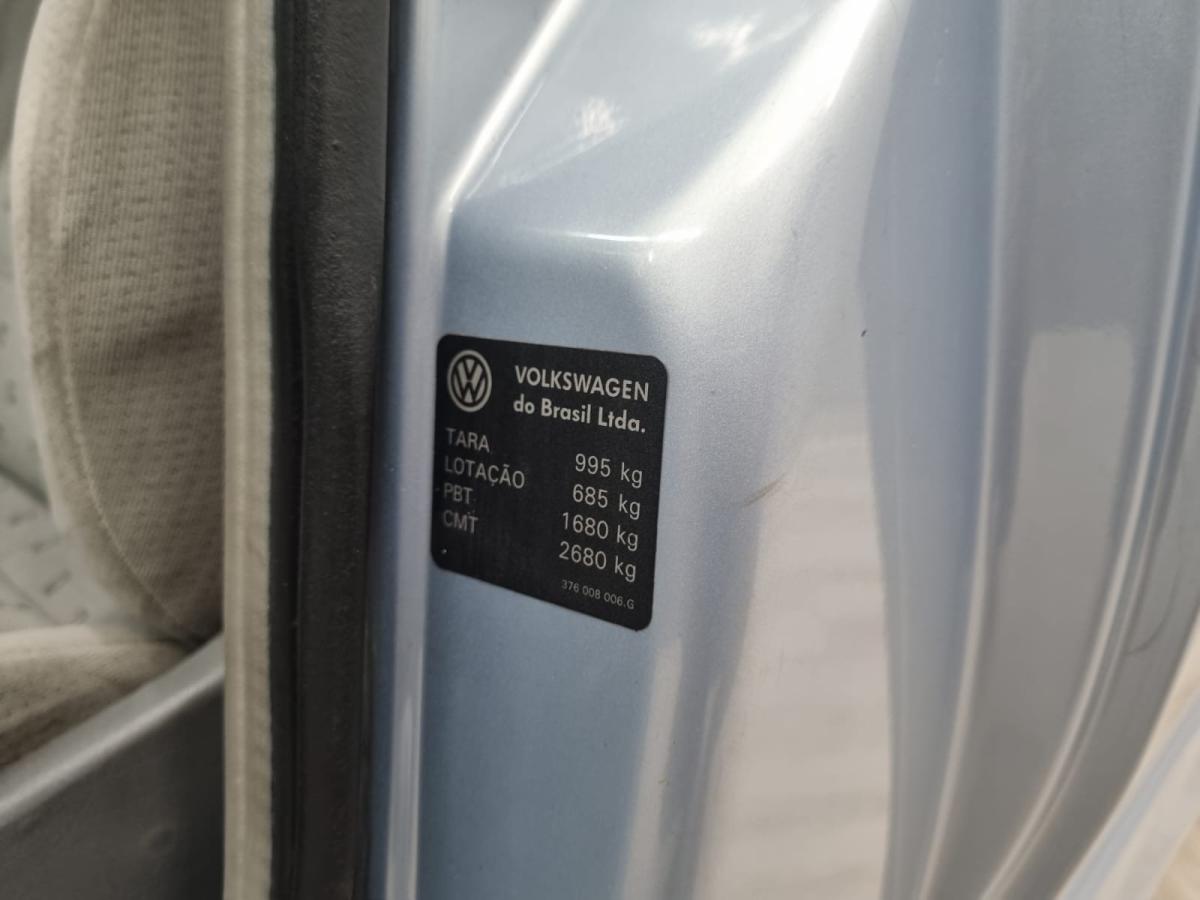 VOLKSWAGEN
do Brasil Ltda.
TARA 995 kg
LOTAÇÃO 685 kg
PBT 1680 kg
CMT 2680 kg
376 008 006.G